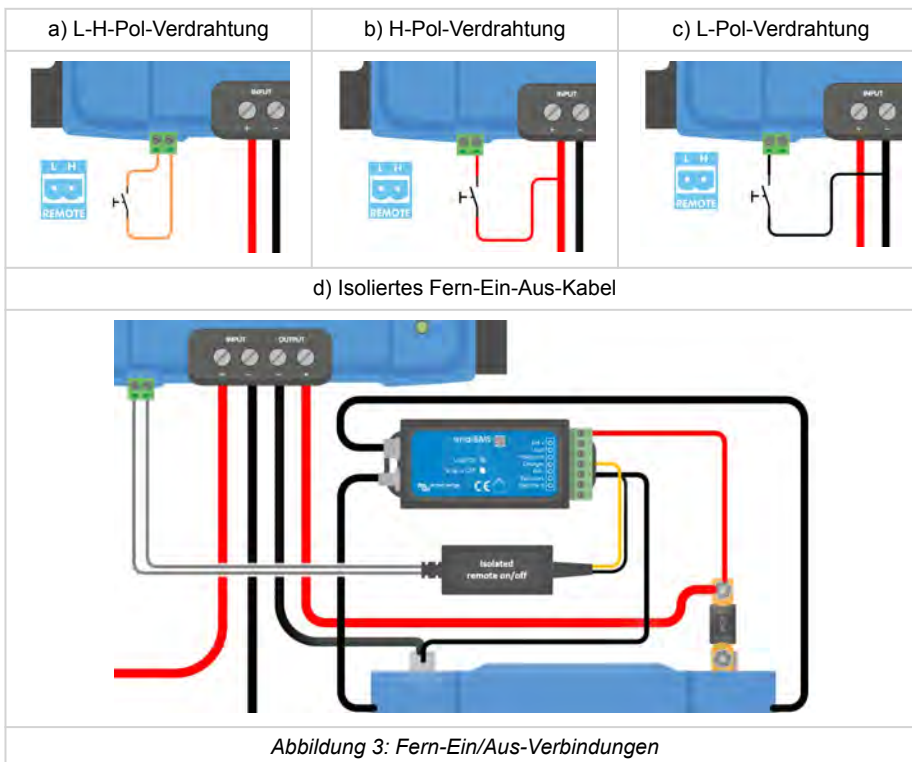 a) L-H-Pol-Verdrahtung
b) H-Pol-Verdrahtung
c) L-Pol-Verdrahtung
INPUT
+ −
L H
REMOTE
INPUT
+ −
L H
REMOTE
INPUT
+ −
L H
REMOTE
d) Isoliertes Fern-Ein-Aus-Kabel
INPUT OUTPUT
smallBMS
CE
Isolated
remote on/off
Abbildung 3: Fern-Ein/Aus-Verbindungen